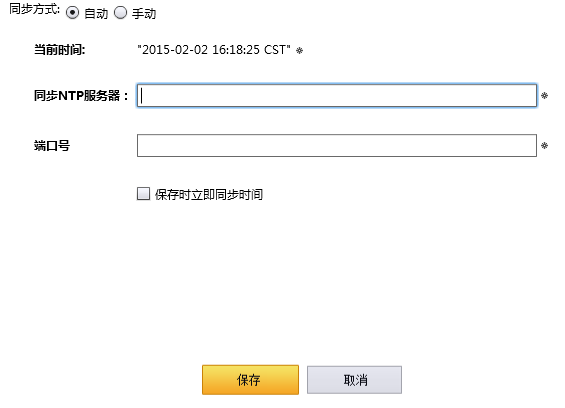 同步方式: 自动 手动
当前时间: "2015-02-02 16:18:25 CST" *
同步NTP服务器： *
端口号 *
保存时立即同步时间
保存 取消